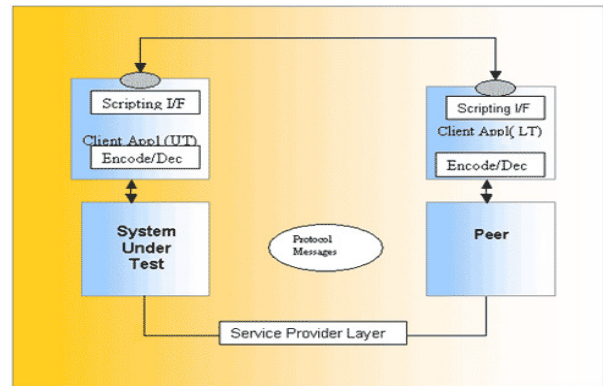 Scripting I/F
Client Appl (UT)
Encode/Dec
System
Under
Test
Protocol
Messages
Scripting I/F
Client Appl( LT)
Encode/Dec
Peer
Service Provider Layer